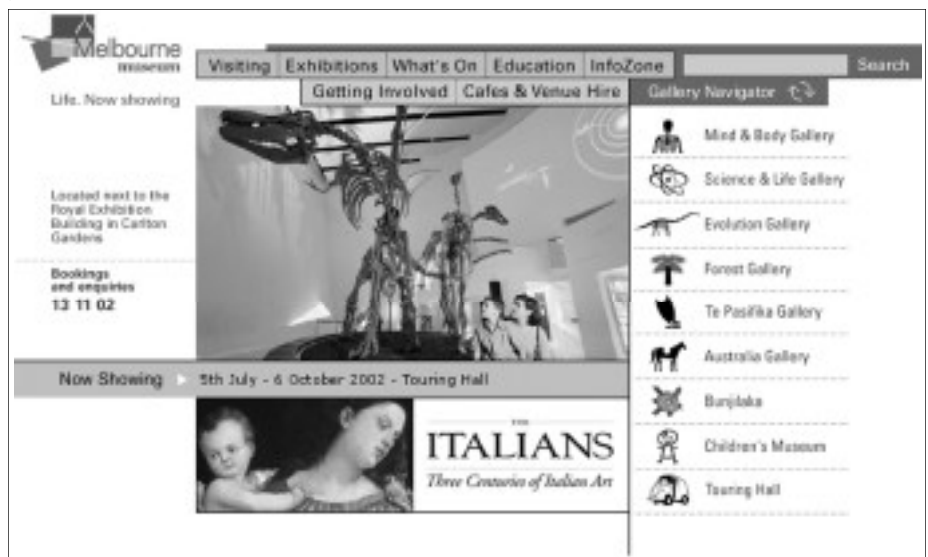 Melbourne
museum
Life. Now showing
Visiting Exhibitions What's On Education InfoZone Search
Getting Involved Cafes & Venue Hire Gallery Navigator
Located next to the
Royal Exhibition
Building in Carlton
Gardens
Bookings
and enquiries
13 11 02
Mind & Body Gallery
Science & Life Gallery
Evolution Gallery
Forest Gallery
Te Pasifika Gallery
Australia Gallery
Bunjilaka
Children's Museum
Touring Hall
Now Showing 5th July - 6 October 2002 - Touring Hall
THE
ITALIANS
Three Centuries of Italian Art